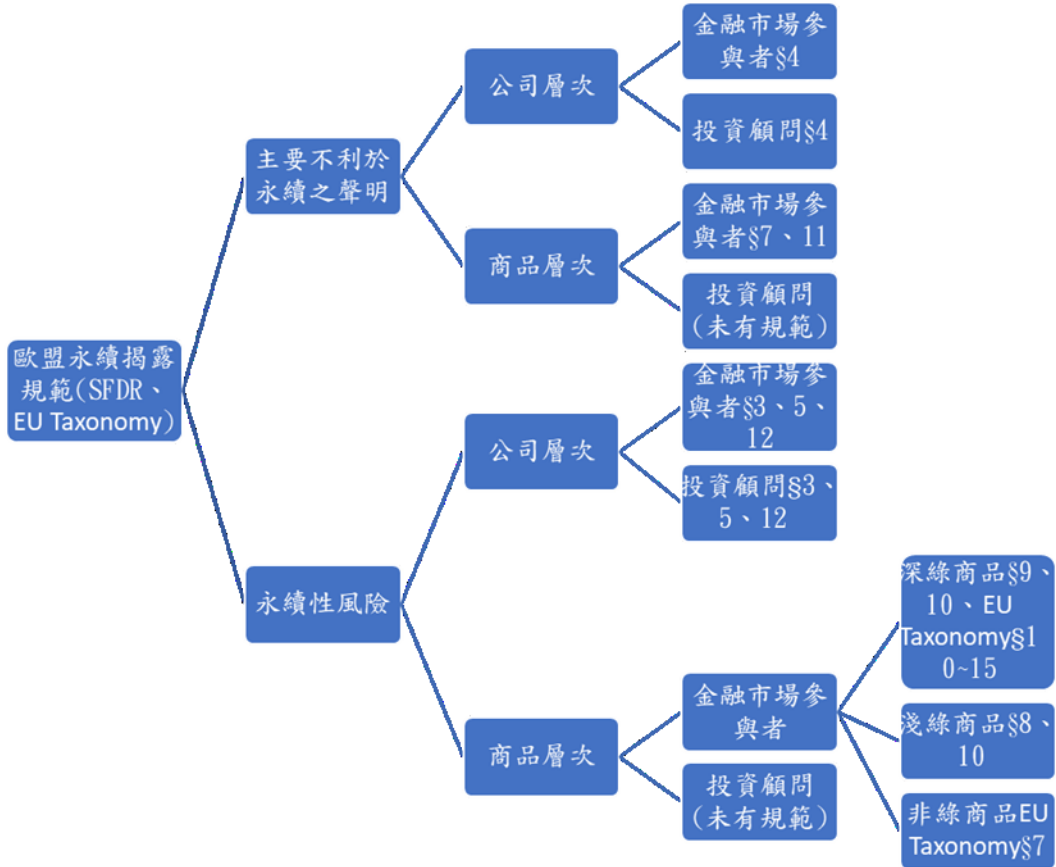 歐盟永續揭露
規範(SFDR、
EU Taxonomy)
主要不利於
永續之聲明
公司層次
金融市場參
與者§4
投資顧問§4
商品層次
金融市場參
與者§7、11
投資顧問
(未有規範)
永續性風險
公司層次
金融市場參
與者§3、5、
12
投資顧問§3、
5、12
商品層次
金融市場參
與者
深綠商品§9、
10、EU
Taxonomy§1
0~15
淺綠商品§8、
10
非綠商品EU
Taxonomy§7
投資顧問
(未有規範)